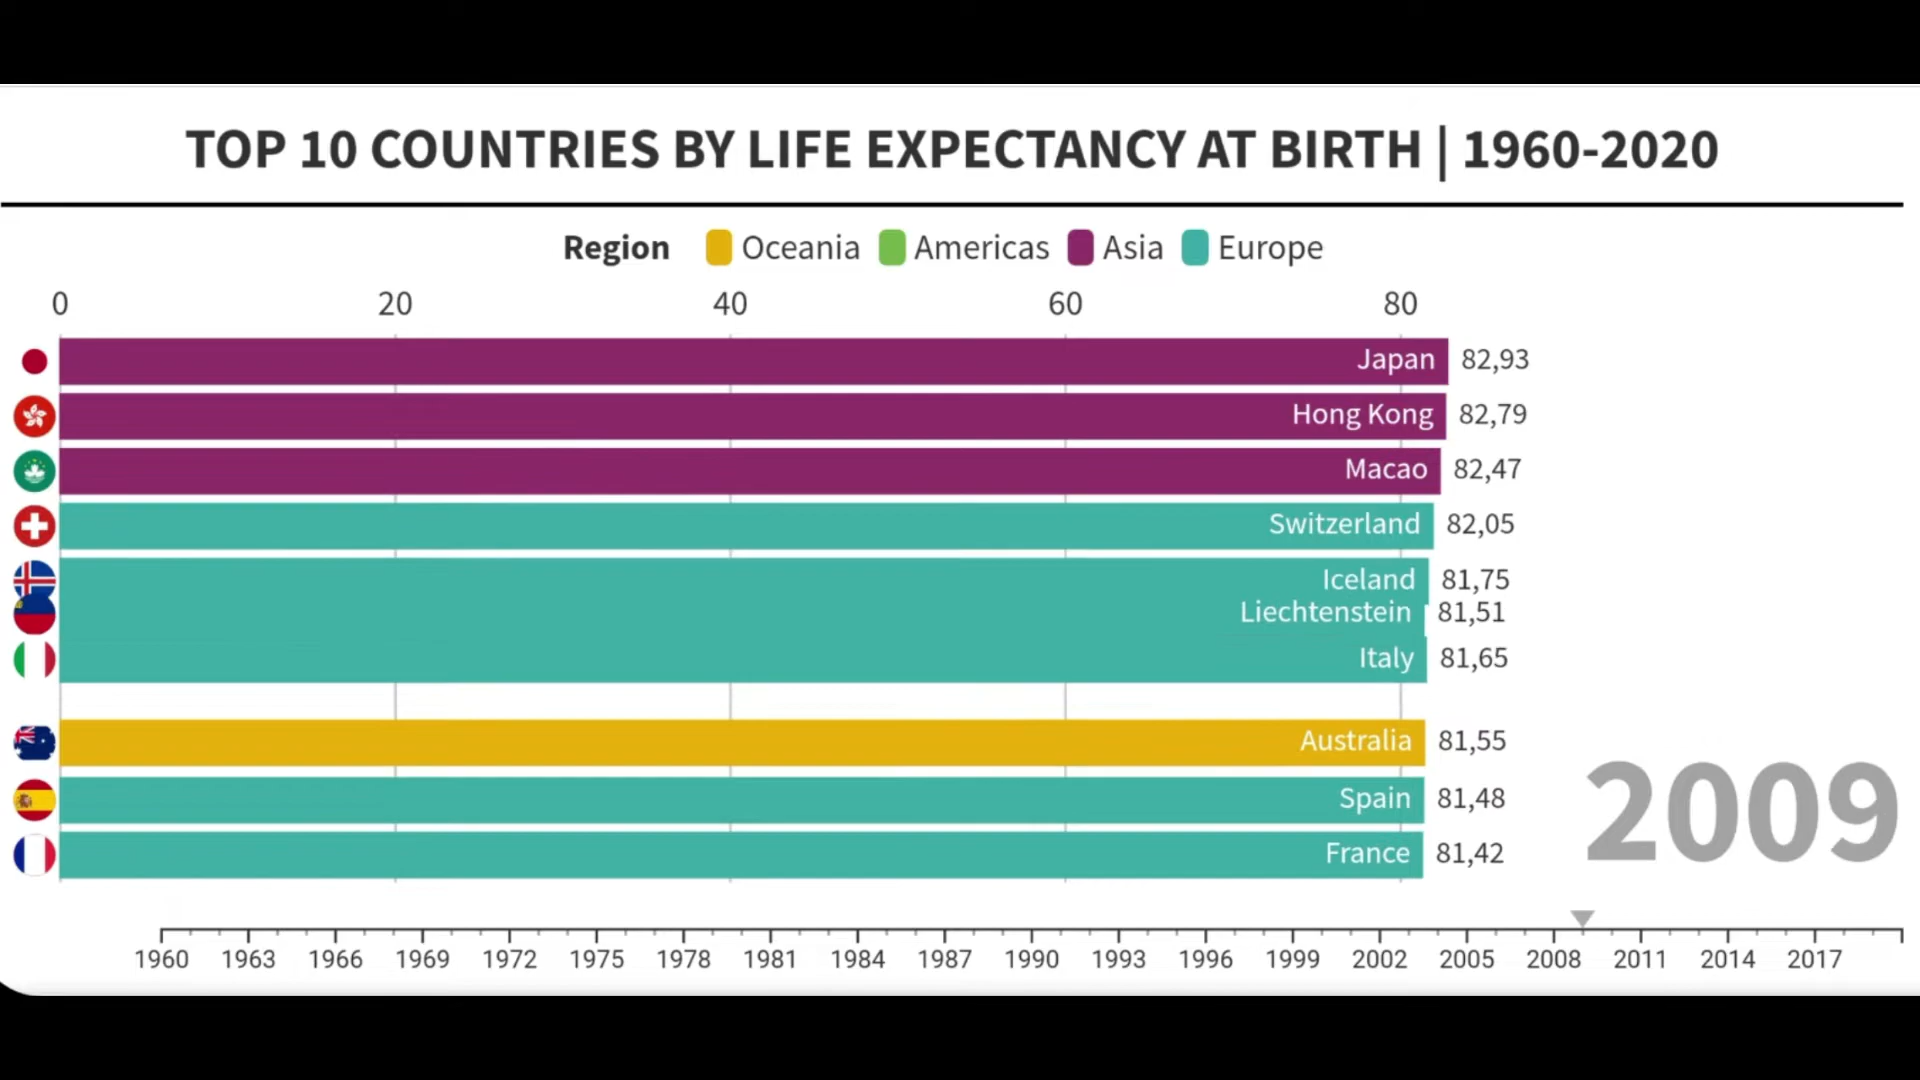 TOP 10 COUNTRIES BY LIFE EXPECTANCY AT BIRTH | 1960-2020
Region Oceania Americas Asia Europe
0 20 40 60 80
Japan 82,93
Hong Kong 82,79
Macao 82,47
Switzerland 82,05
Iceland 81,75
Liechtenstein 81,51
Italy 81,65
Australia 81,55
Spain 81,48
France 81,42
2009
1960 1963 1966 1969 1972 1975 1978 1981 1984 1987 1990 1993 1996 1999 2002 2005 2008 2011 2014 2017